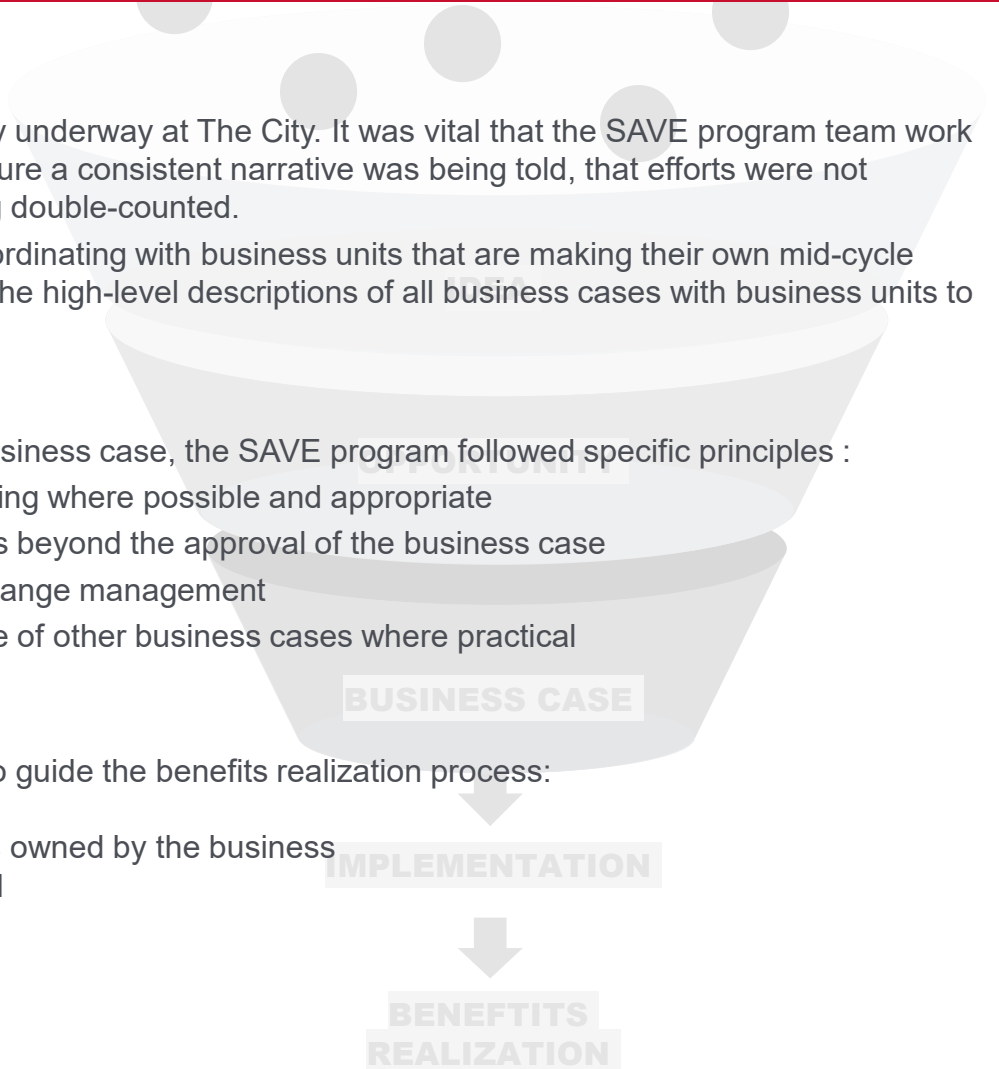 underway at The City. It was vital that the SAVE program team work
ure a consistent narrative was being told, that efforts were not
double-counted.
ordinating with business units that are making their own mid-cycle
IDEA
he high-level descriptions of all business cases with business units to
siness case, the SAVE program followed specific principles :
OPPORTUNITY
ing where possible and appropriate
s beyond the approval of the business case
ange management
e of other business cases where practical
BUSINESS CASE
o guide the benefits realization process:
owned by the business
IMPLEMENTATION
BENEFTITS
REALIZATION